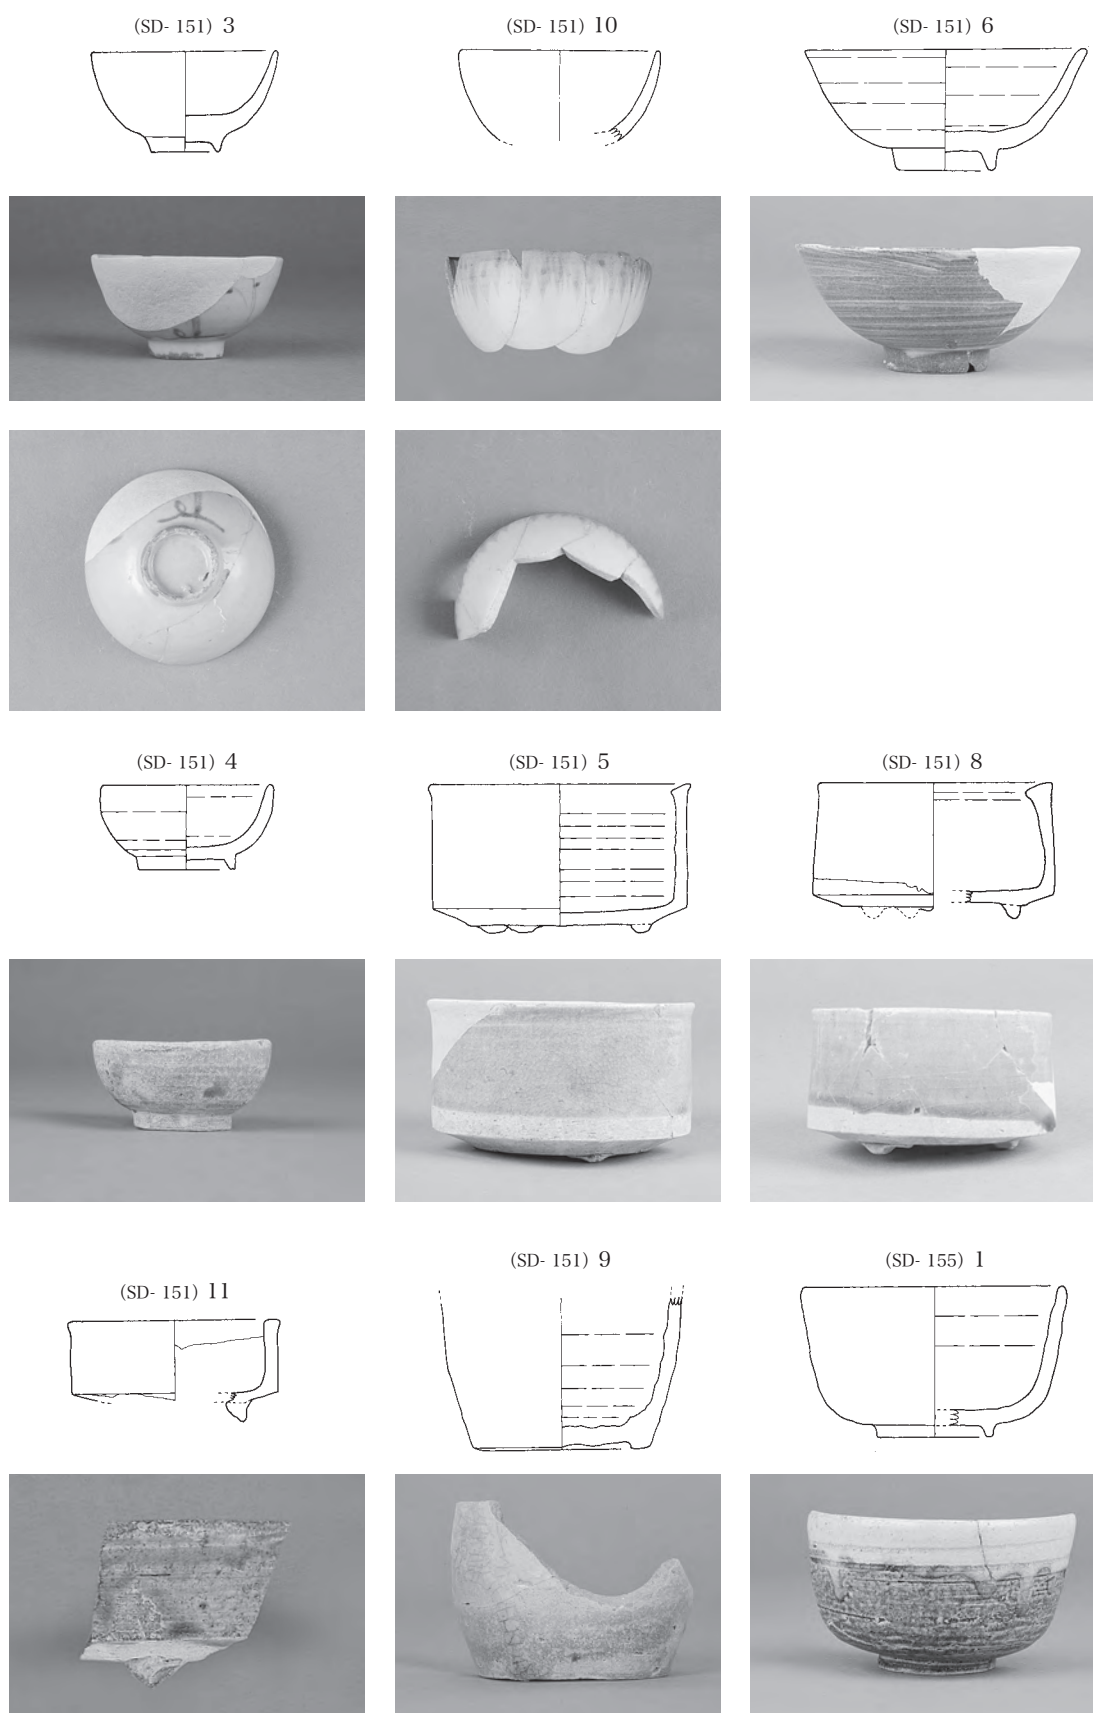 (SD- 151) 3
(SD- 151) 10
(SD- 151) 6
(SD- 151) 4
(SD- 151) 5
(SD- 151) 8
(SD- 151) 11
(SD- 151) 9
(SD- 155) 1